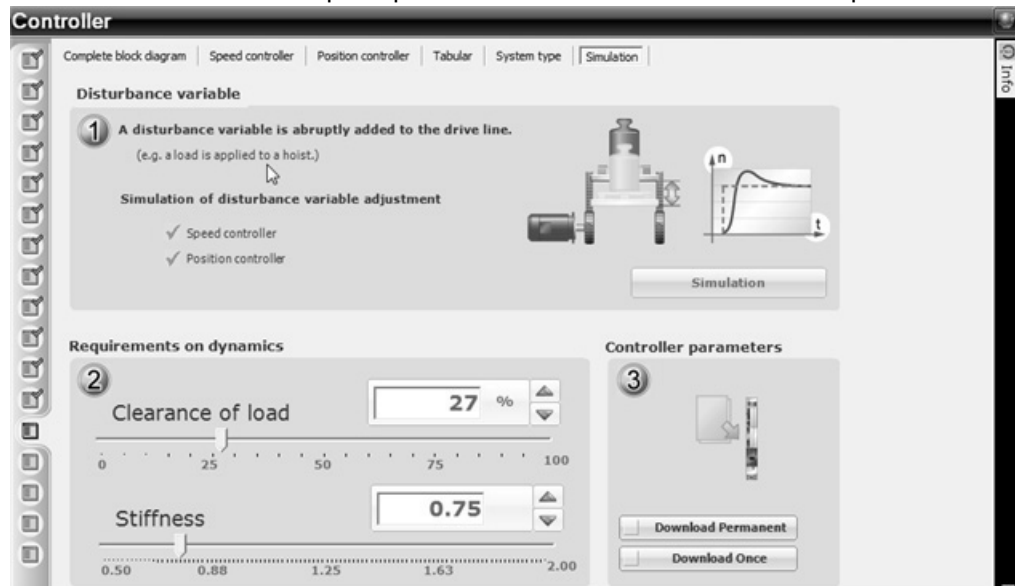 Controller
Info
Complete block diagram Speed controller Position controller Tabular System type Simulation
Disturbance variable
1 A disturbance variable is abruptly added to the drive line.
(e.g. a load is applied to a hoist.)
Simulation of disturbance variable adjustment
✓ Speed controller
✓ Position controller
n
t
Simulation
Requirements on dynamics
2
Clearance of load 27 %
0 25 50 75 100
Stiffness 0.75
0.50 0.88 1.25 1.63 2.00
Controller parameters
3
Download Permanent
Download Once